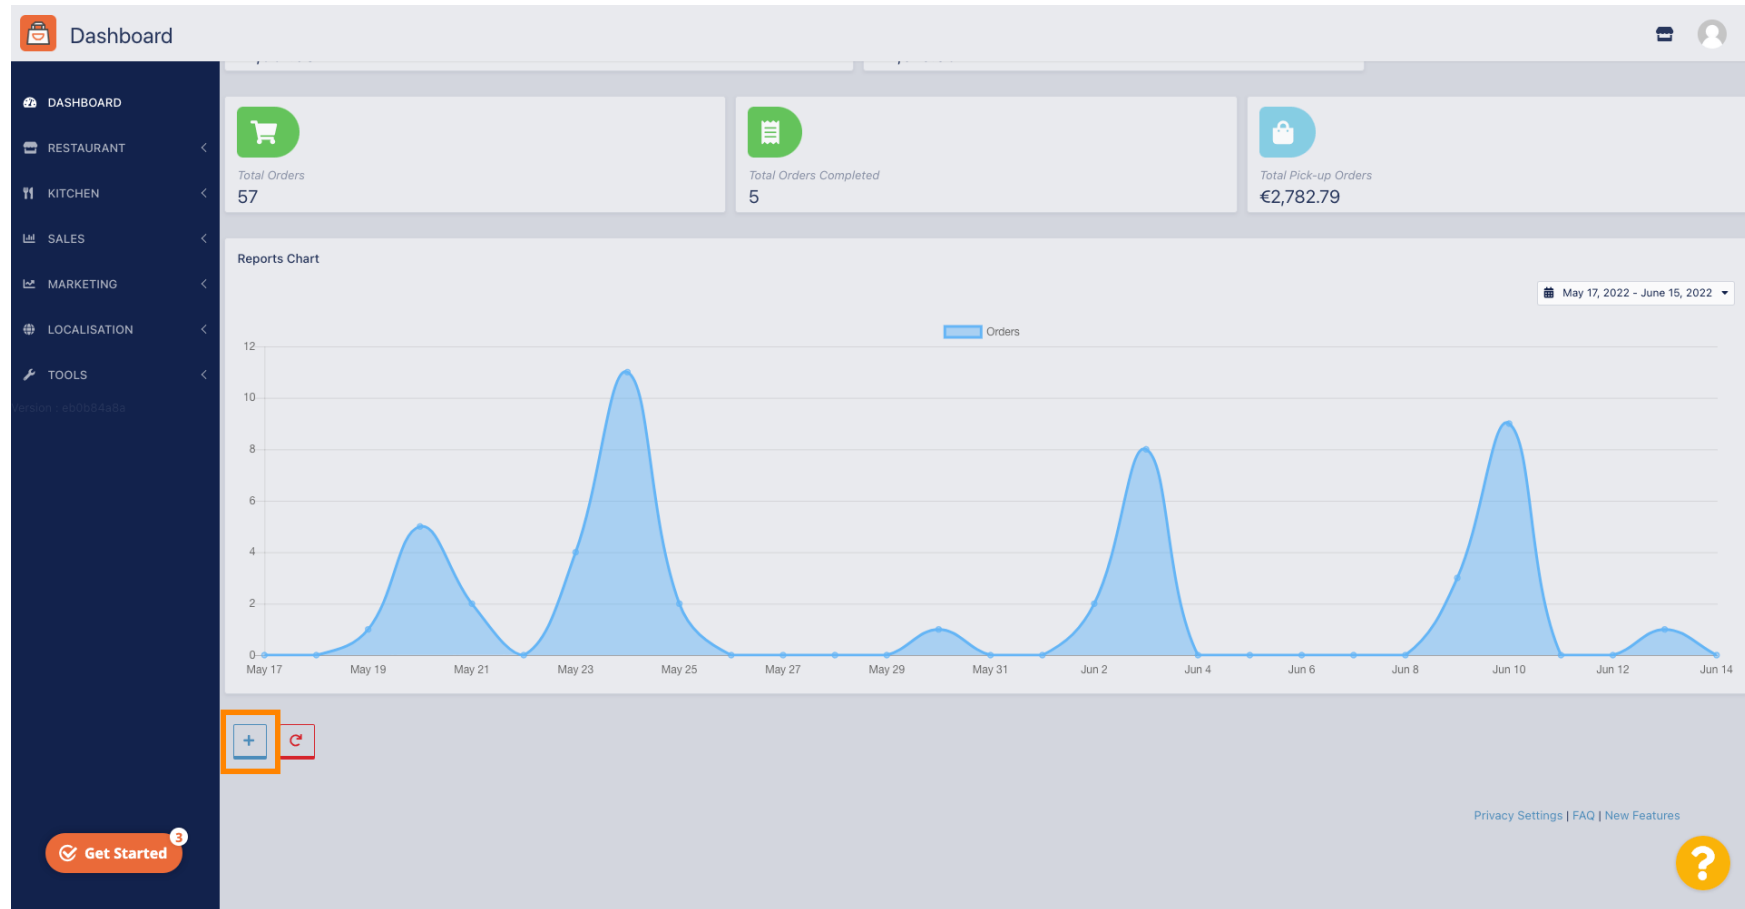 Dashboard
DASHBOARD
RESTAURANT
KITCHEN
SALES
MARKETING
LOCALISATION
TOOLS
Version : eb0b84a8a
Total Orders
57
Total Orders Completed
5
Total Pick-up Orders
€2,782.79
Reports Chart
May 17, 2022 - June 15, 2022
Orders
12
10
8
6
4
2
0
May 17 May 19 May 21 May 23 May 25 May 27 May 29 May 31 Jun 2 Jun 4 Jun 6 Jun 8 Jun 10 Jun 12 Jun 14
Privacy Settings | FAQ | New Features
Get Started 3
?